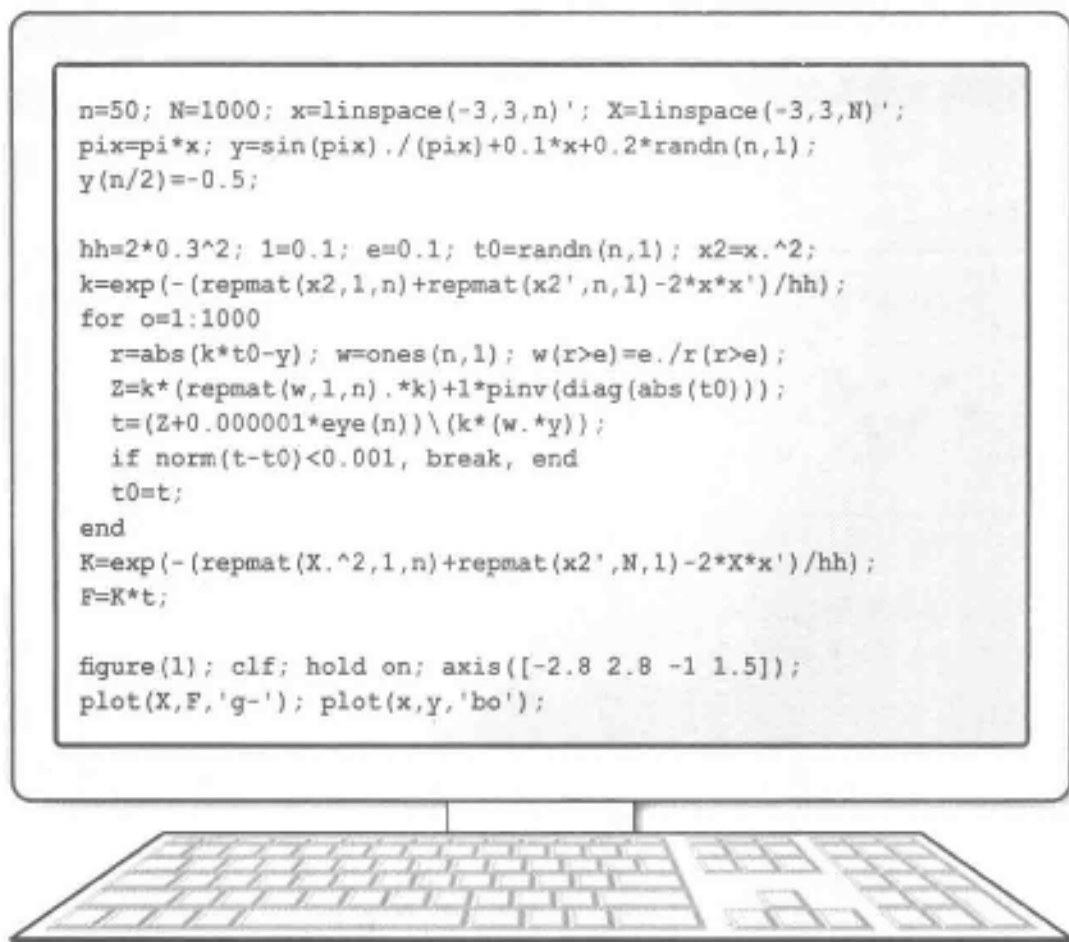 n=50; N=1000; x=linspace(-3,3,n)'; X=linspace(-3,3,N)';
pix=pi*x; y=sin(pix)./(pix)+0.1*x+0.2*randn(n,1);
y(n/2)=-0.5;
hh=2*0.3^2; l=0.1; e=0.1; t0=randn(n,1); x2=x.^2;
k=exp(-(repmat(x2,1,n)+repmat(x2',n,1)-2*x*x')/hh);
for o=1:1000
r=abs(k*t0-y); w=ones(n,1); w(r>e)=e./r(r>e);
Z=k*(repmat(w,1,n).*k)+l*pinv(diag(abs(t0)));
t=(Z+0.000001*eye(n))\(k*(w.*y));
if norm(t-t0)<0.001, break, end
t0=t;
end
K=exp(-(repmat(X.^2,1,n)+repmat(x2',N,1)-2*X*x')/hh);
F=K*t;
figure(1); clf; hold on; axis([-2.8 2.8 -1 1.5]);
plot(X,F,'g-'); plot(x,y,'bo');